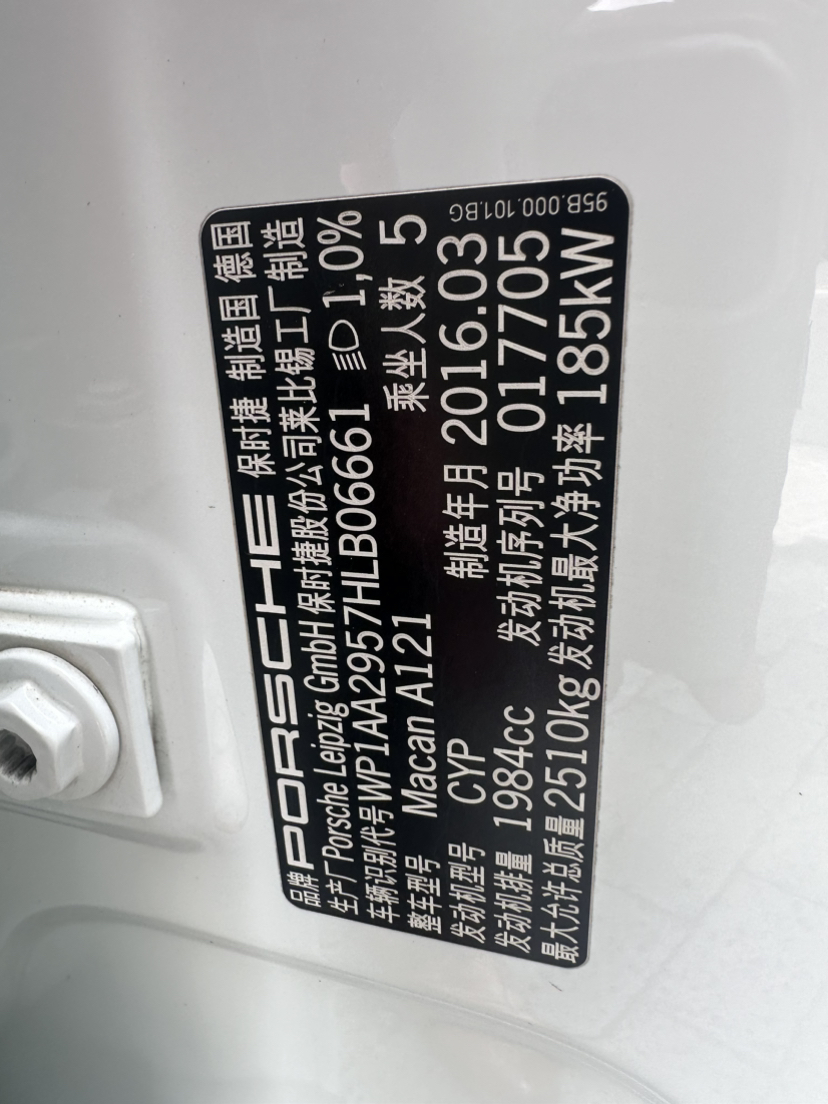 品牌 PORSCHE 保时捷 制造国 德国
生产厂 Porsche Leipzig GmbH 保时捷股份公司莱比锡工厂 制造
车辆识别代号 WP1AA2957HLB06661 1,0%
整车型号 Macan A121 乘坐人数 5
发动机型号 CYP 制造年月 2016.03
发动机排量 1984cc 发动机序列号 017705
最大允许总质量 2510kg 发动机最大净功率 185kW
95B.000.101.BG